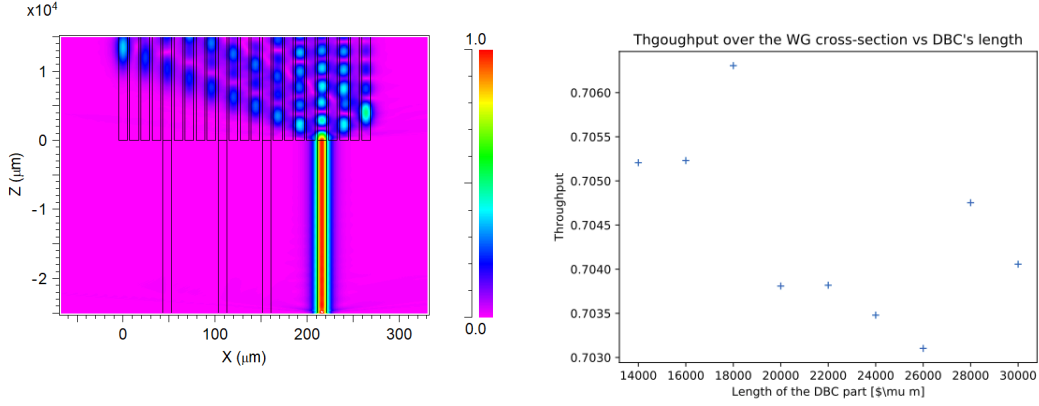 x10⁴
1
0
-1
-2
Z (μm)
0
100
200
300
X (μm)
1.0
0.0
Thgoughput over the WG cross-section vs DBC's length
0.7060
0.7055
0.7050
0.7045
0.7040
0.7035
0.7030
Throughput
14000 16000 18000 20000 22000 24000 26000 28000 30000
Length of the DBC part [$\mu m]